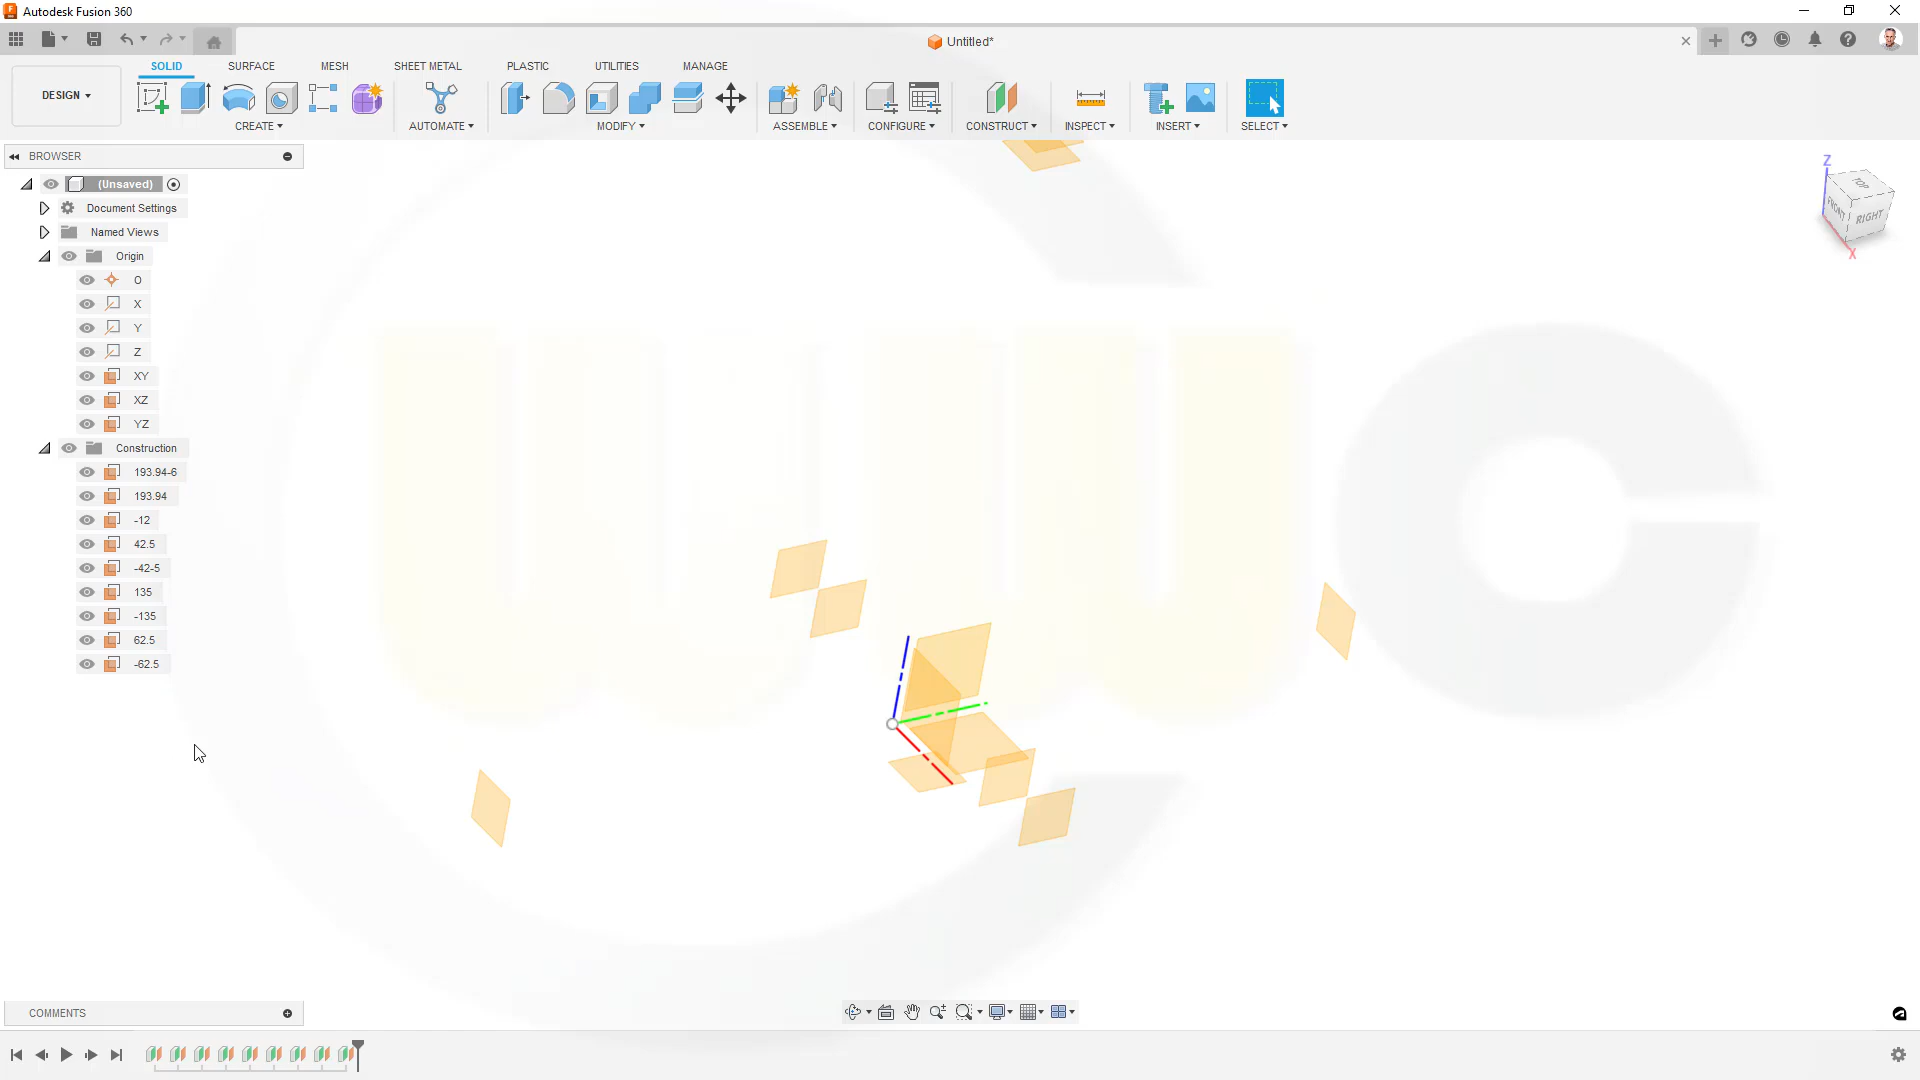 Autodesk Fusion 360
Untitled*
DESIGN
SOLID
SURFACE
MESH
SHEET METAL
PLASTIC
UTILITIES
MANAGE
CREATE
AUTOMATE
MODIFY
ASSEMBLE
CONFIGURE
CONSTRUCT
INSPECT
INSERT
SELECT
BROWSER
(Unsaved)
Document Settings
Named Views
Origin
O
X
Y
Z
XY
XZ
YZ
Construction
193.94-6
193.94
-12
42.5
-42-5
135
-135
62.5
-62.5
Z
TOP
FRONT
RIGHT
X
COMMENTS